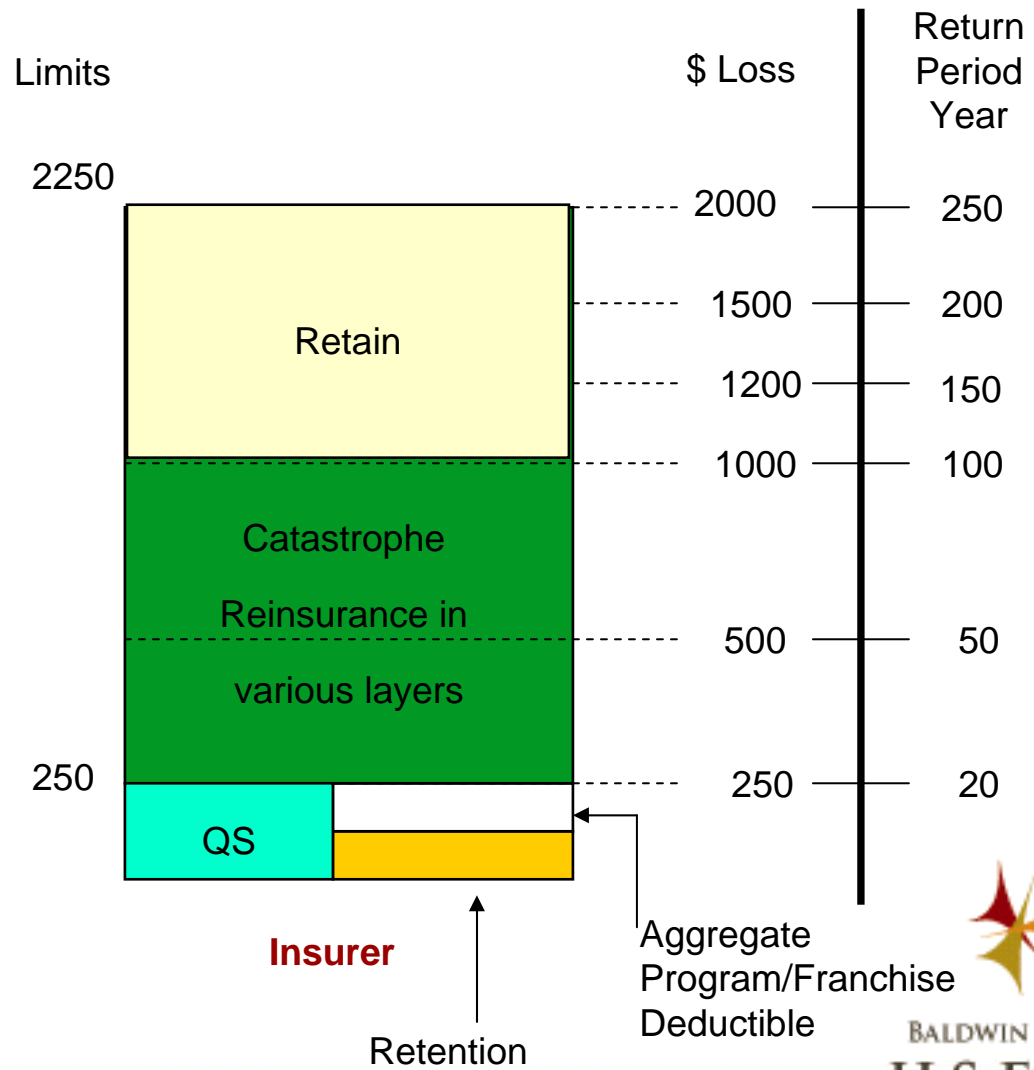 Limits
$ Loss
Return
Period
Year
2250
2000
250
1500
200
Retain
1200
150
1000
100
Catastrophe
Reinsurance in
500
50
various layers
250
250
20
QS
Insurer
Aggregate
Program/Franchise
Deductible
Retention
BALDWIN